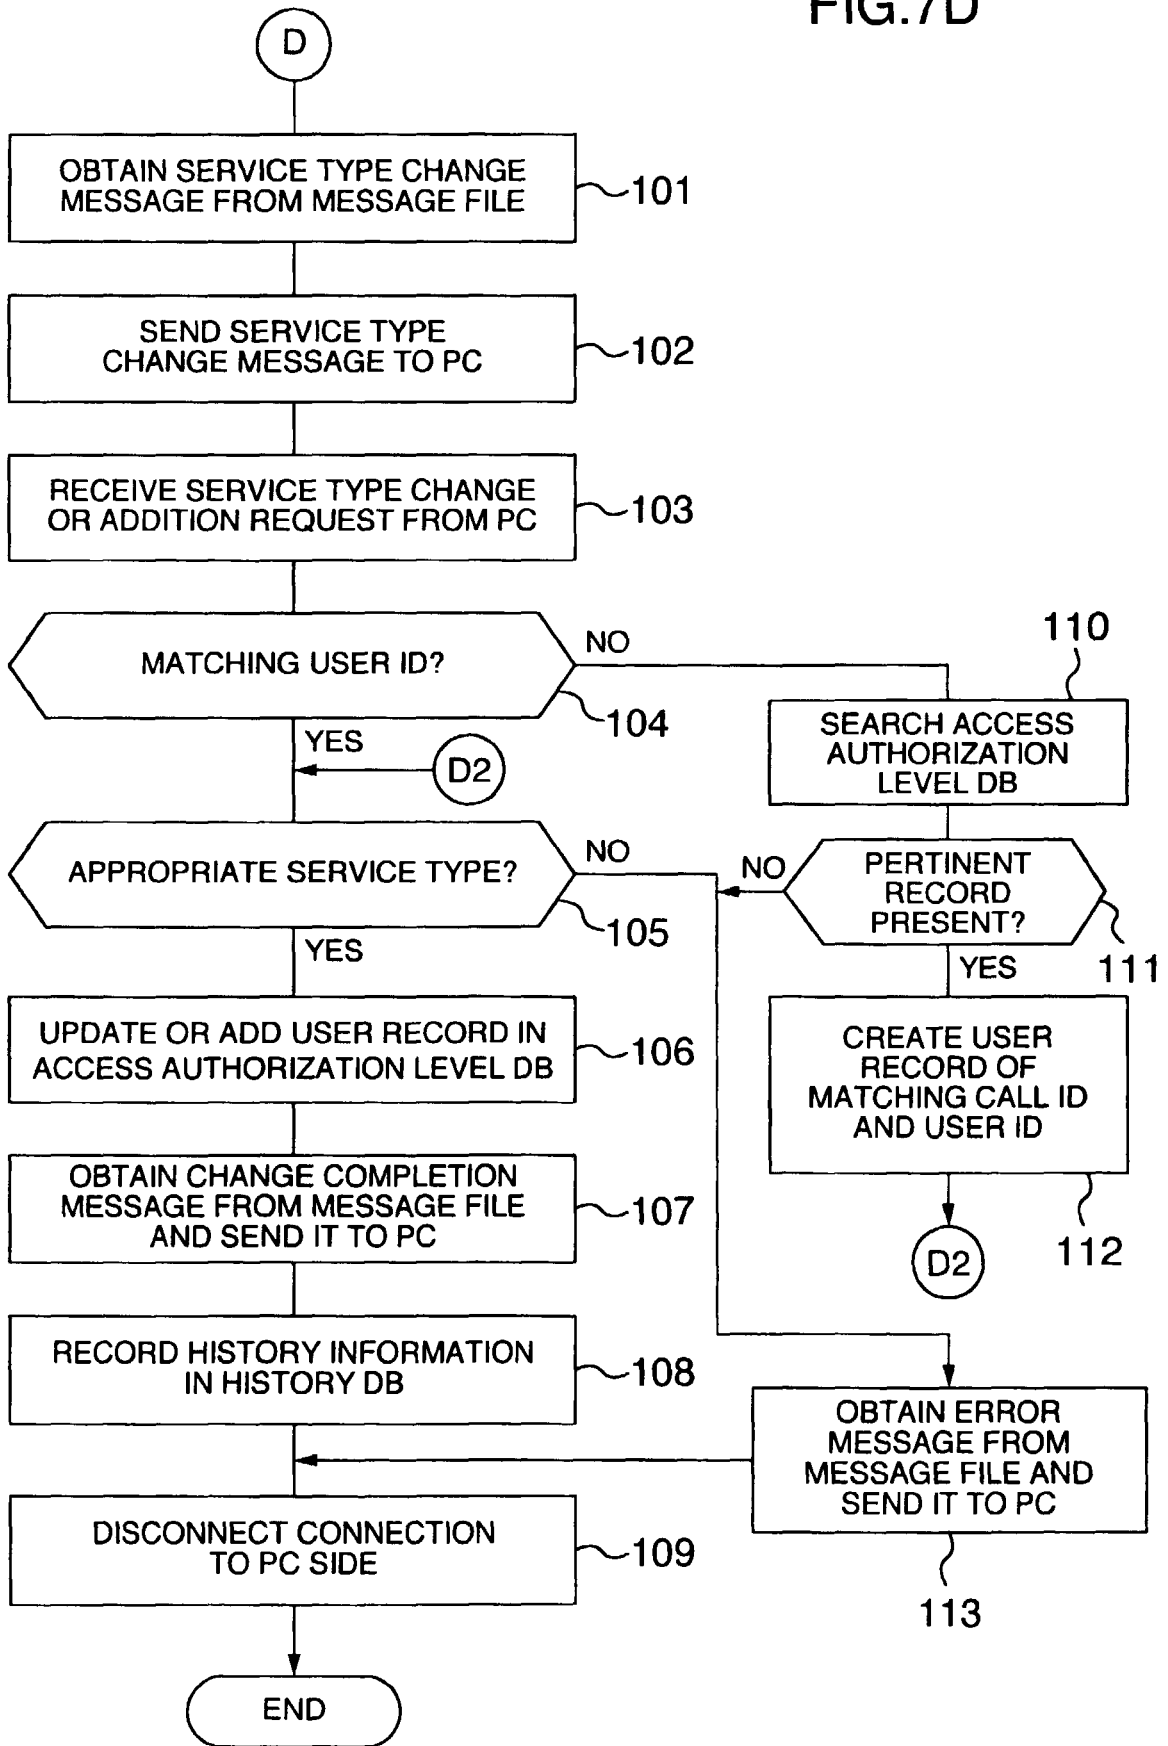 FIG.7D
D
OBTAIN SERVICE TYPE CHANGE
MESSAGE FROM MESSAGE FILE
101
SEND SERVICE TYPE
CHANGE MESSAGE TO PC
102
RECEIVE SERVICE TYPE CHANGE
OR ADDITION REQUEST FROM PC
103
MATCHING USER ID?
NO
104
YES
D2
110
SEARCH ACCESS
AUTHORIZATION
LEVEL DB
APPROPRIATE SERVICE TYPE?
NO
105
YES
NO
PERTINENT
RECORD
PRESENT?
111
YES
UPDATE OR ADD USER RECORD IN
ACCESS AUTHORIZATION LEVEL DB
106
CREATE USER
RECORD OF
MATCHING CALL ID
AND USER ID
112
D2
OBTAIN CHANGE COMPLETION
MESSAGE FROM MESSAGE FILE
AND SEND IT TO PC
107
RECORD HISTORY INFORMATION
IN HISTORY DB
108
OBTAIN ERROR
MESSAGE FROM
MESSAGE FILE AND
SEND IT TO PC
113
DISCONNECT CONNECTION
TO PC SIDE
109
END